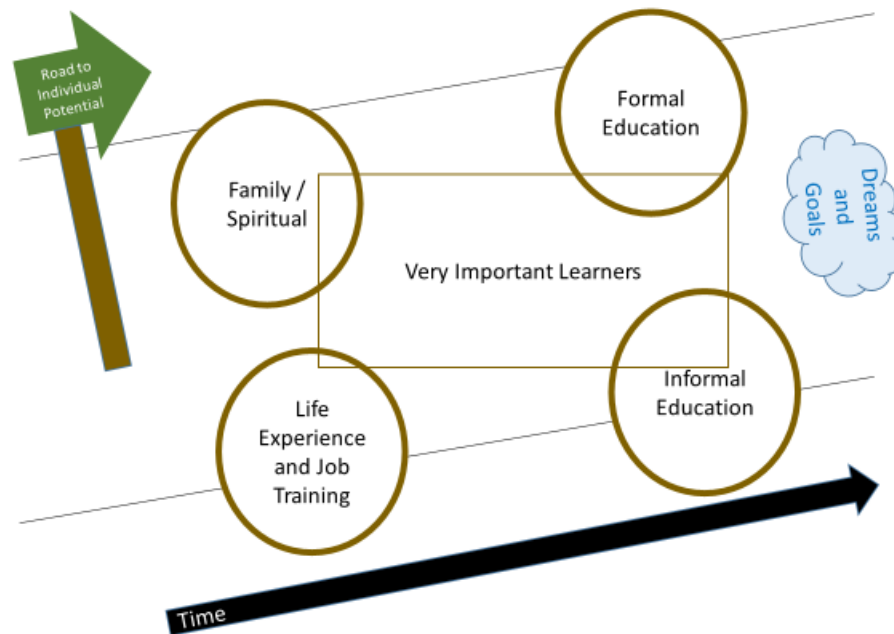 Road to
Individual
Potential
Formal
Education
Family /
Spiritual
Dreams
and
Goals
Very Important Learners
Life
Experience
and Job
Training
Informal
Education
Time